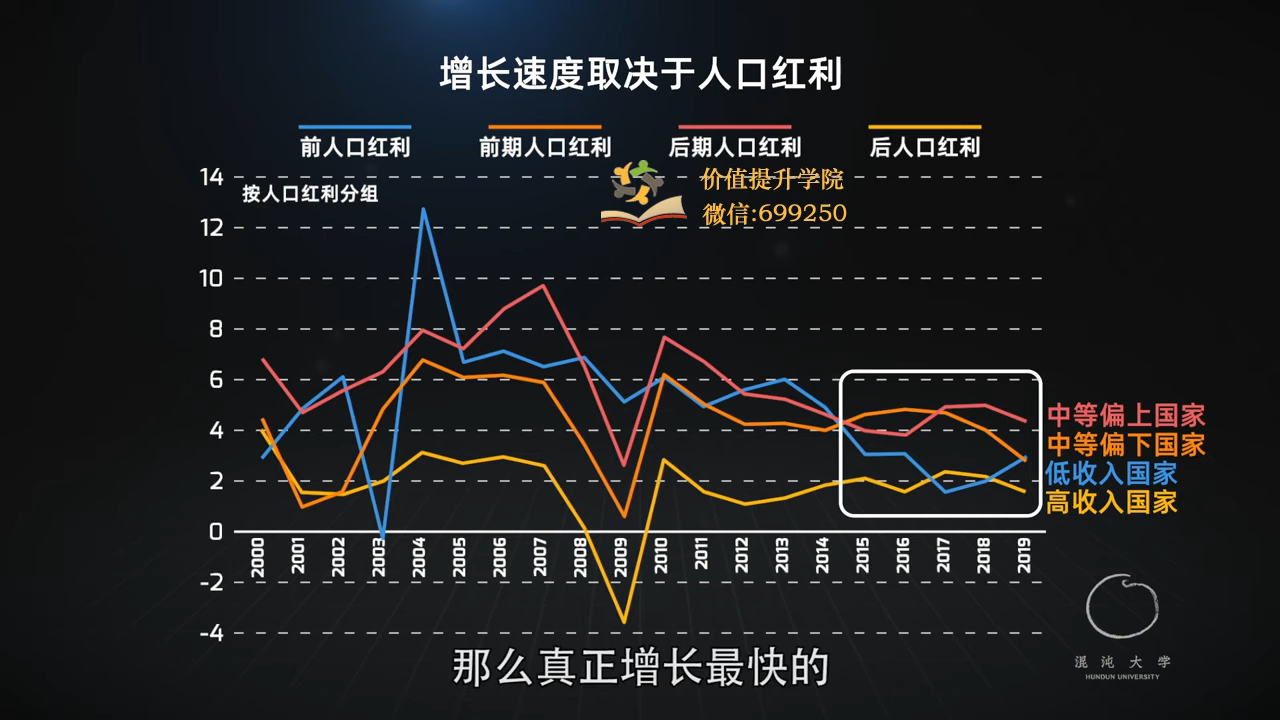 增长速度取决于人口红利
前人口红利
前期人口红利
后期人口红利
后人口红利
按人口红利分组
价值提升学院
微信:699250
14
12
10
8
6
4
2
0
-2
-4
2000
2001
2002
2003
2004
2005
2006
2007
2008
2009
2010
2011
2012
2013
2014
2015
2016
2017
2018
2019
中等偏上国家
中等偏下国家
低收入国家
高收入国家
混沌大学
HUNDUN UNIVERSITY
那么真正增长最快的